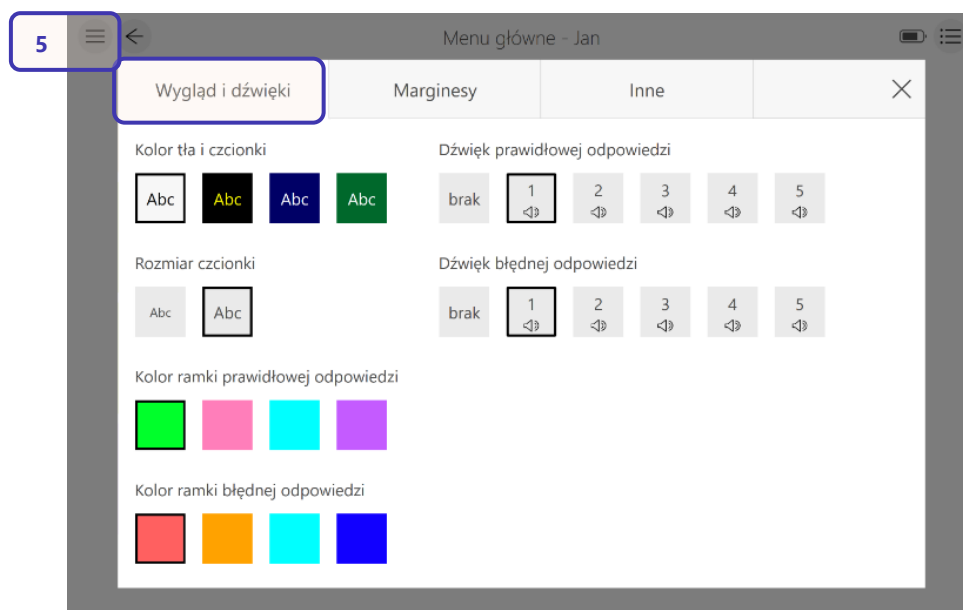 5
Menu główne - Jan
Wygląd i dźwięki Marginesy Inne
Kolor tła i czcionki
Abc Abc Abc Abc
Rozmiar czcionki
Abc Abc
Kolor ramki prawidłowej odpowiedzi
Kolor ramki błędnej odpowiedzi
Dźwięk prawidłowej odpowiedzi
brak 1 2 3 4 5
Dźwięk błędnej odpowiedzi
brak 1 2 3 4 5